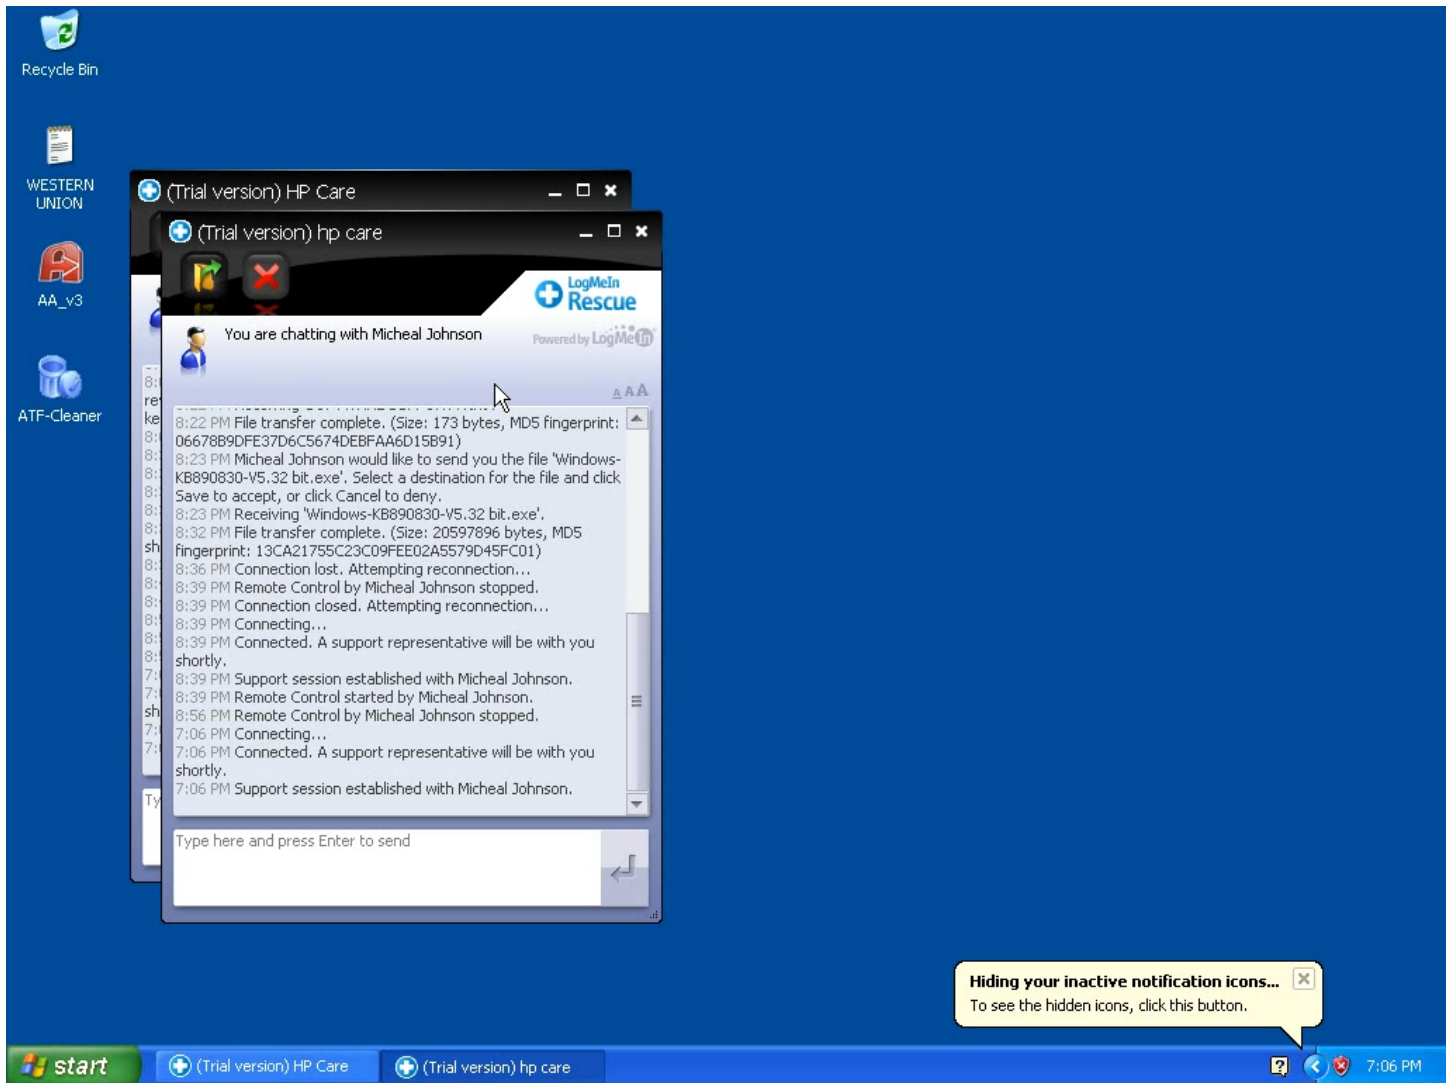 Recycle Bin
WESTERN
UNION
AA_v3
ATF-Cleaner
(Trial version) HP Care
(Trial version) hp care
LogMeIn
Rescue
You are chatting with Micheal Johnson
Powered by LogMeIn
A A A
8:22 PM File transfer complete. (Size: 173 bytes, MD5 fingerprint:
06678B9DFE37D6C5674DEBFAA6D15B91)
8:23 PM Micheal Johnson would like to send you the file 'Windows-
KB890830-V5.32 bit.exe'. Select a destination for the file and click
Save to accept, or click Cancel to deny.
8:23 PM Receiving 'Windows-KB890830-V5.32 bit.exe'.
8:32 PM File transfer complete. (Size: 20597896 bytes, MD5
fingerprint: 13CA21755C23C09FEE02A5579D45FC01)
8:36 PM Connection lost. Attempting reconnection...
8:39 PM Remote Control by Micheal Johnson stopped.
8:39 PM Connection closed. Attempting reconnection...
8:39 PM Connecting...
8:39 PM Connected. A support representative will be with you
shortly.
8:39 PM Support session established with Micheal Johnson.
8:39 PM Remote Control started by Micheal Johnson.
8:56 PM Remote Control by Micheal Johnson stopped.
7:06 PM Connecting...
7:06 PM Connected. A support representative will be with you
shortly.
7:06 PM Support session established with Micheal Johnson.
Type here and press Enter to send
Hiding your inactive notification icons...
To see the hidden icons, click this button.
start
(Trial version) HP Care
(Trial version) hp care
7:06 PM